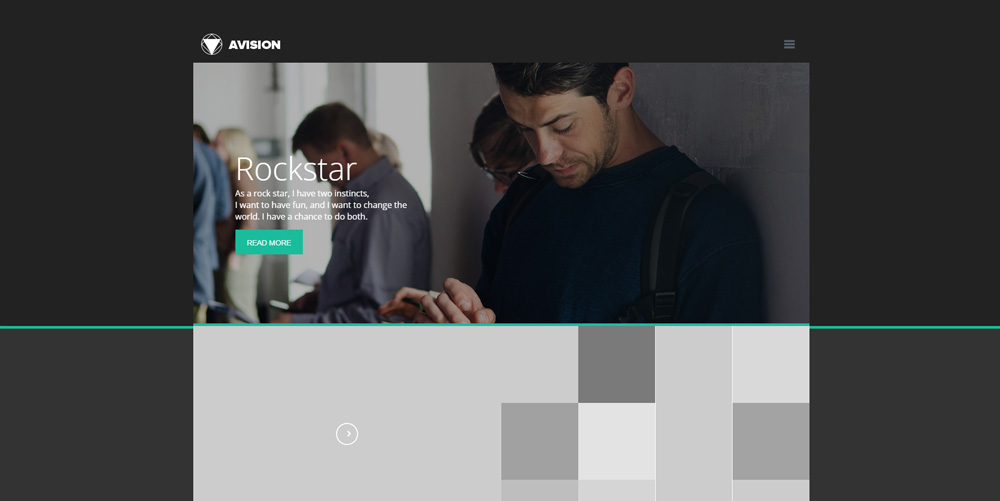 AVISION
Rockstar
As a rock star, I have two instincts,
I want to have fun, and I want to change the
world. I have a chance to do both.
READ MORE